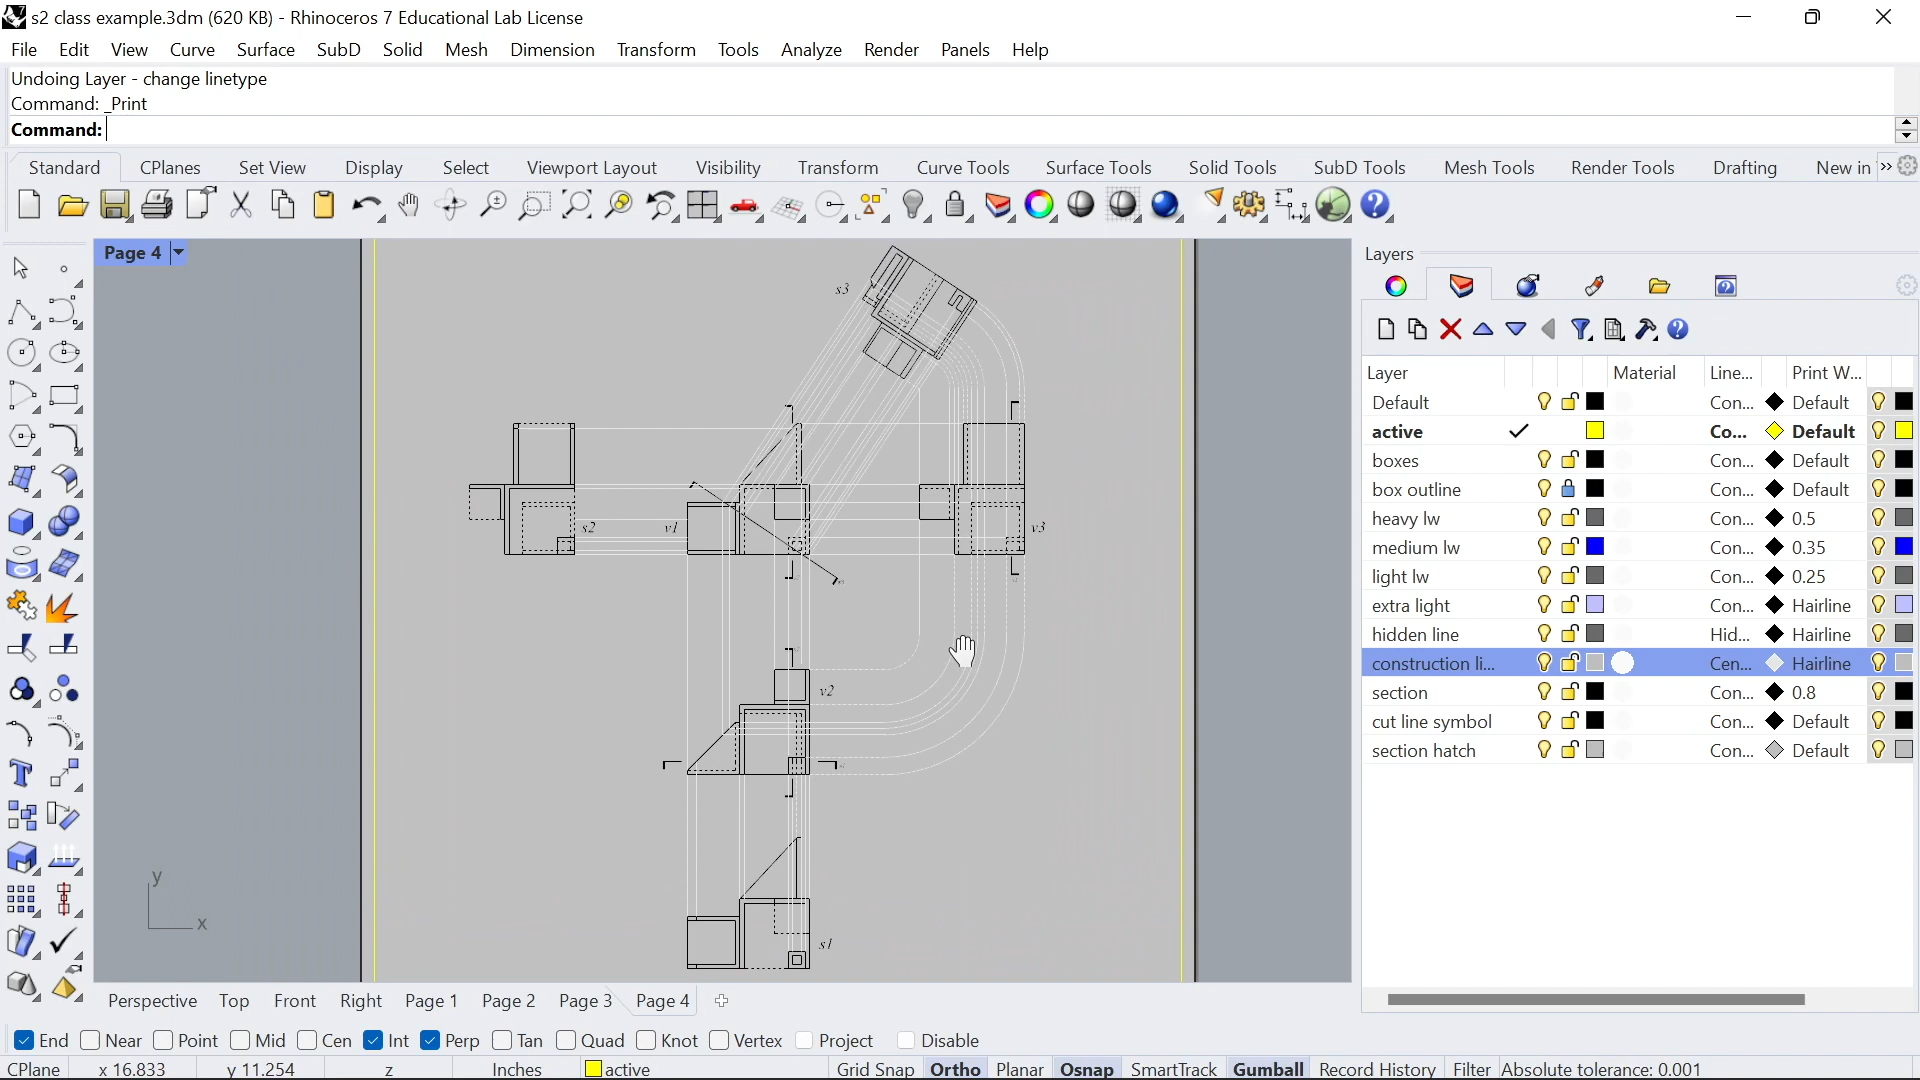 s2 class example.3dm (620 KB) - Rhinoceros 7 Educational Lab License
File Edit View Curve Surface SubD Solid Mesh Dimension Transform Tools Analyze Render Panels Help
Undoing Layer - change linetype
Command: _Print
Command:
Standard CPlanes Set View Display Select Viewport Layout Visibility Transform Curve Tools Surface Tools Solid Tools SubD Tools Mesh Tools Render Tools Drafting New in »
Page 4
Layers
Layer Material Line... Print W...
Default Con... Default
active Co... Default
boxes Con... Default
box outline Con... Default
heavy lw Con... 0.5
medium lw Con... 0.35
light lw Con... 0.25
extra light Con... Hairline
hidden line Hid... Hairline
construction li... Cen... Hairline
section Con... 0.8
cut line symbol Con... Default
section hatch Con... Default
s3
s2 v1 v3
v2
s1
y
x
Perspective Top Front Right Page 1 Page 2 Page 3 Page 4
End Near Point Mid Cen Int Perp Tan Quad Knot Vertex Project Disable
CPlane x 16.833 y 11.254 z Inches active Grid Snap Ortho Planar Osnap SmartTrack Gumball Record History Filter Absolute tolerance: 0.001